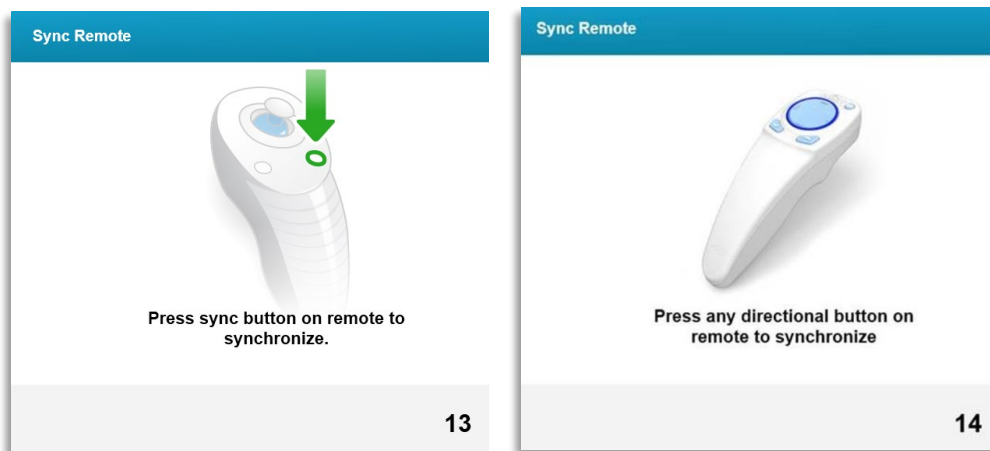 Sync Remote
Press sync button on remote to
synchronize.
13
Sync Remote
Press any directional button on
remote to synchronize
14